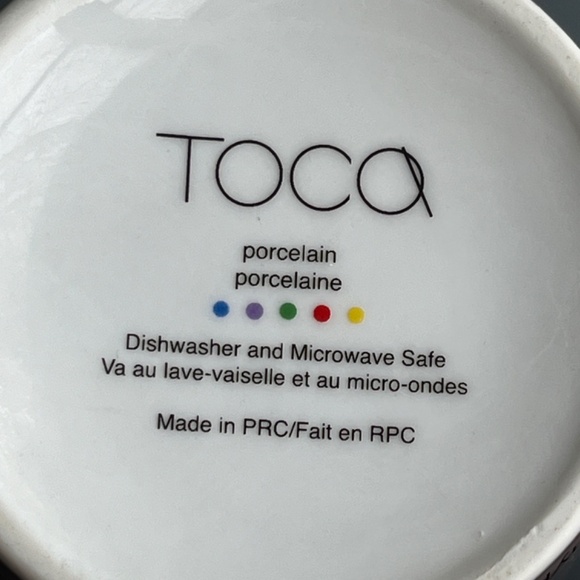 TOCA
porcelain
porcelaine
Dishwasher and Microwave Safe
Va au lave-vaiselle et au micro-ondes
Made in PRC/Fait en RPC